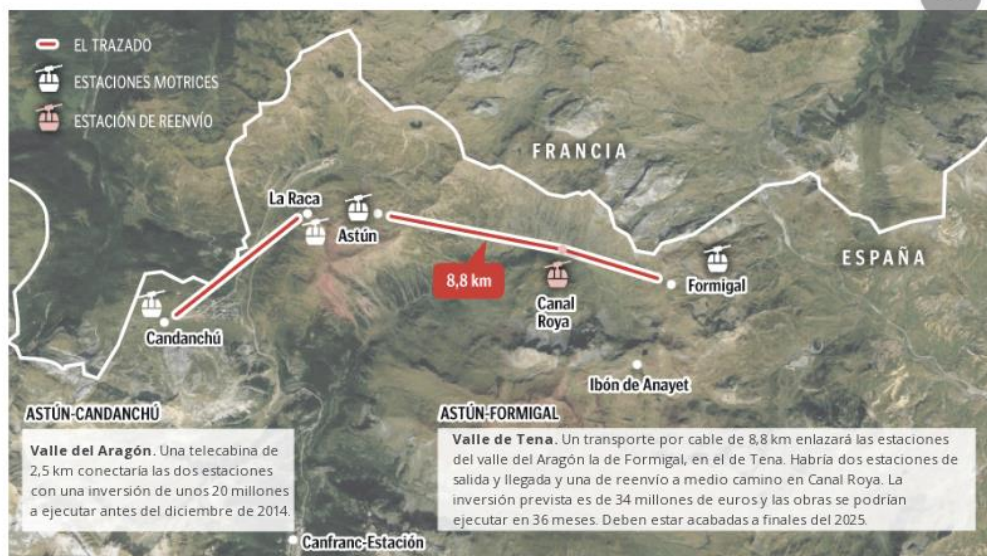 EL TRAZADO
ESTACIONES MOTRICES
ESTACIÓN DE REENVÍO
FRANCIA
La Raca
Astún
ESPAÑA
8,8 km
Formigal
Canal
Roya
Candanchú
Ibón de Anayet
ASTÚN-CANDANCHÚ
Valle del Aragón. Una telecabina de
2,5 km conectaría las dos estaciones
con una inversión de unos 20 millones
a ejecutar antes del diciembre de 2014.
ASTÚN-FORMIGAL
Valle de Tena. Un transporte por cable de 8,8 km enlazará las estaciones
del valle del Aragón la de Formigal, en el de Tena. Habría dos estaciones de
salida y llegada y una de reenvío a medio camino en Canal Roya. La
inversión prevista es de 34 millones de euros y las obras se podrían
ejecutar en 36 meses. Deben estar acabadas a finales del 2025.
Canfranc-Estación